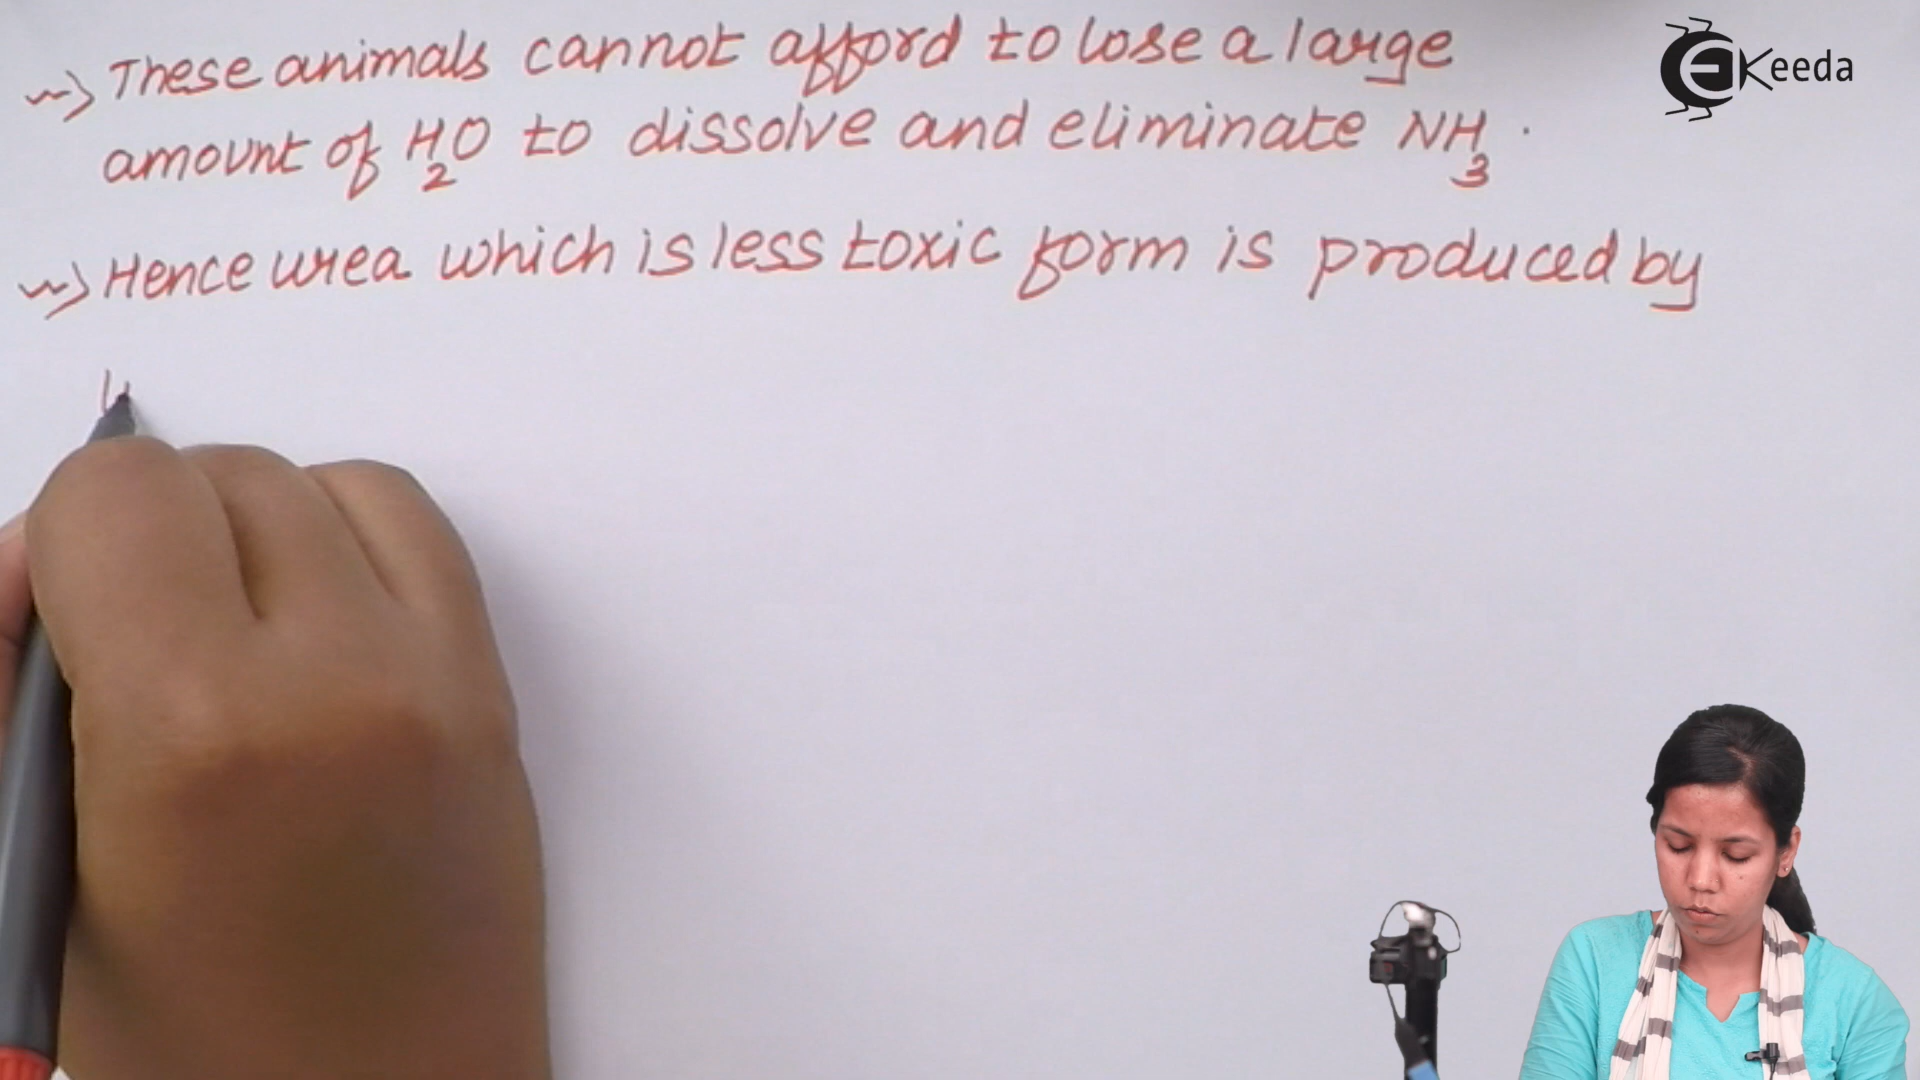 EKeeda
~> These animals cannot afford to lose a large
amount of H₂O to dissolve and eliminate NH₃.
~> Hence urea which is less toxic form is produced by